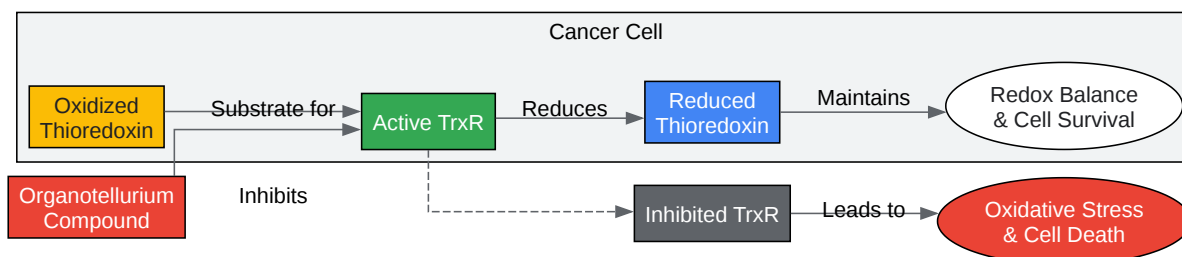 Cancer Cell
Oxidized
Thioredoxin
Substrate for
Active TrxR
Reduces
Reduced
Thioredoxin
Maintains
Redox Balance
& Cell Survival
Organotellurium
Compound
Inhibits
Inhibited TrxR
Leads to
Oxidative Stress
& Cell Death